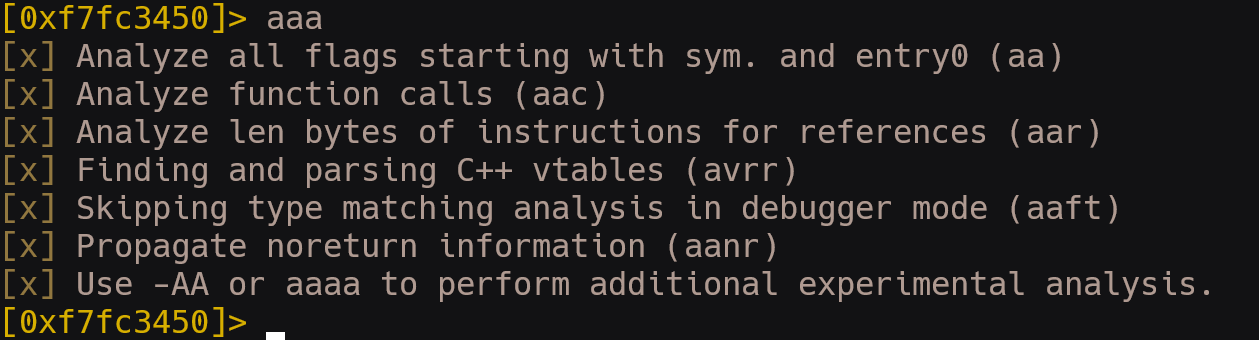 [0xf7fc3450]> aaa
[x] Analyze all flags starting with sym. and entry0 (aa)
[x] Analyze function calls (aac)
[x] Analyze len bytes of instructions for references (aar)
[x] Finding and parsing C++ vtables (avrr)
[x] Skipping type matching analysis in debugger mode (aaft)
[x] Propagate noreturn information (aanr)
[x] Use -AA or aaaa to perform additional experimental analysis.
[0xf7fc3450]>